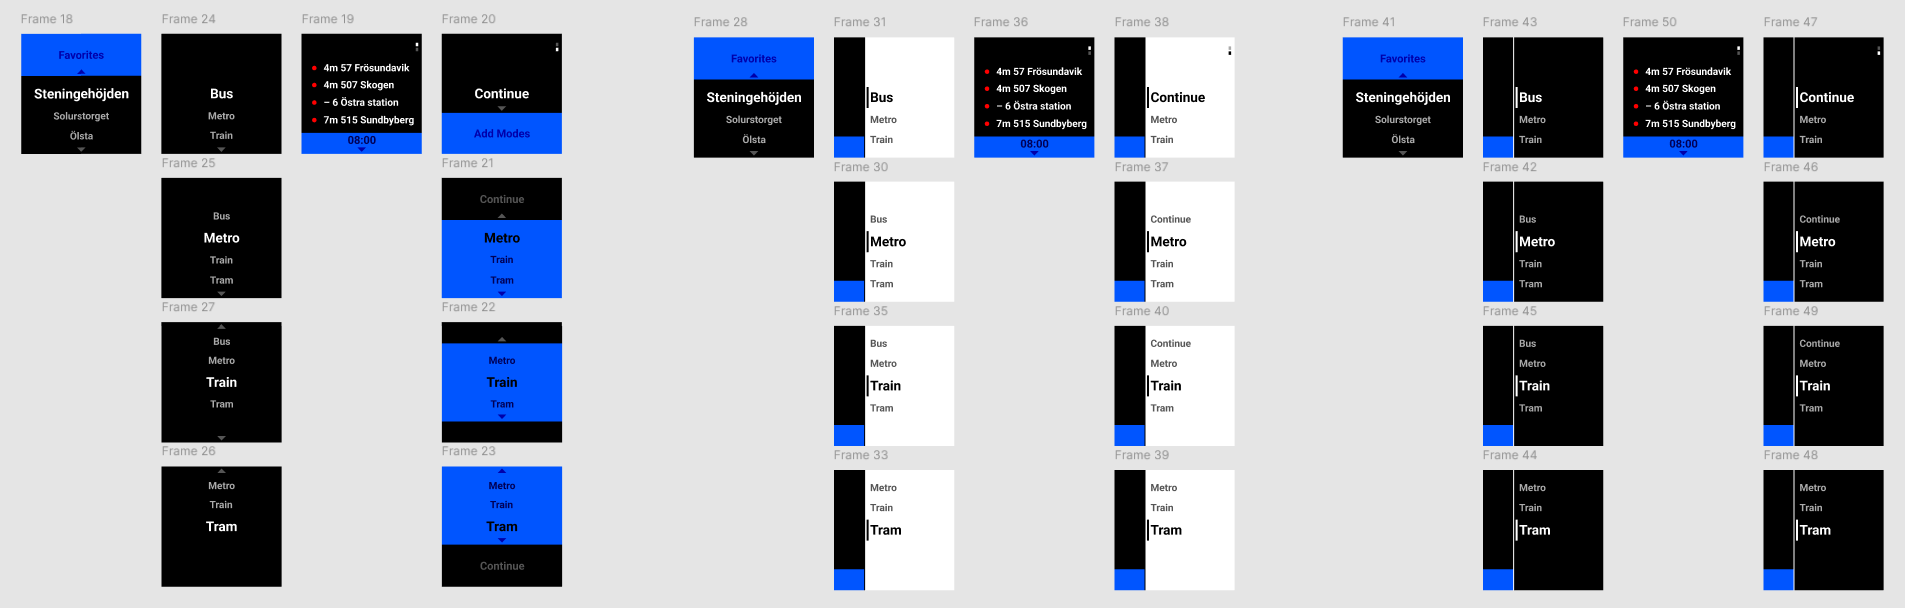 Frame 18
Favorites
Steningehöjden
Solurstorget
Ölsta
Frame 24
Bus
Metro
Train
Frame 19
4m 57 Frösundavik
4m 507 Skogen
– 6 Östra station
7m 515 Sundbyberg
08:00
Frame 20
Continue
Add Modes
Frame 25
Bus
Metro
Train
Tram
Frame 21
Continue
Metro
Train
Tram
Frame 27
Bus
Metro
Train
Tram
Frame 22
Metro
Train
Tram
Frame 26
Metro
Train
Tram
Frame 23
Metro
Train
Tram
Continue
Frame 28
Favorites
Steningehöjden
Solurstorget
Ölsta
Frame 31
Bus
Metro
Train
Frame 36
4m 57 Frösundavik
4m 507 Skogen
– 6 Östra station
7m 515 Sundbyberg
08:00
Frame 38
Continue
Metro
Train
Frame 30
Bus
Metro
Train
Tram
Frame 37
Continue
Metro
Train
Tram
Frame 35
Bus
Metro
Train
Tram
Frame 40
Continue
Metro
Train
Tram
Frame 33
Metro
Train
Tram
Frame 39
Metro
Train
Tram
Frame 41
Favorites
Steningehöjden
Solurstorget
Ölsta
Frame 43
Bus
Metro
Train
Frame 50
4m 57 Frösundavik
4m 507 Skogen
– 6 Östra station
7m 515 Sundbyberg
08:00
Frame 47
Continue
Metro
Train
Frame 42
Bus
Metro
Train
Tram
Frame 46
Continue
Metro
Train
Tram
Frame 45
Bus
Metro
Train
Tram
Frame 49
Continue
Metro
Train
Tram
Frame 44
Metro
Train
Tram
Frame 48
Metro
Train
Tram